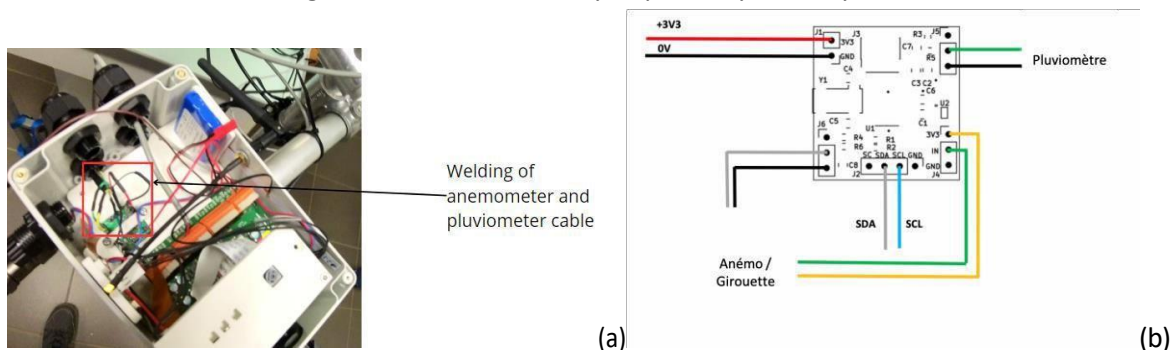 Welding of
anemometer and
pluviometer cable
(a)
+3V3
0V
J1
3V3
GND
J3
R3
J5
C7
R5
Pluviomètre
C4
Y1
C3 C2
C6
U2
C5
U1
C1
3V3
J6
R4
R1
R6
R2
IN
SC SDA SCL GND
C8
J2
GND
J4
SDA
SCL
Anémo /
Girouette
(b)